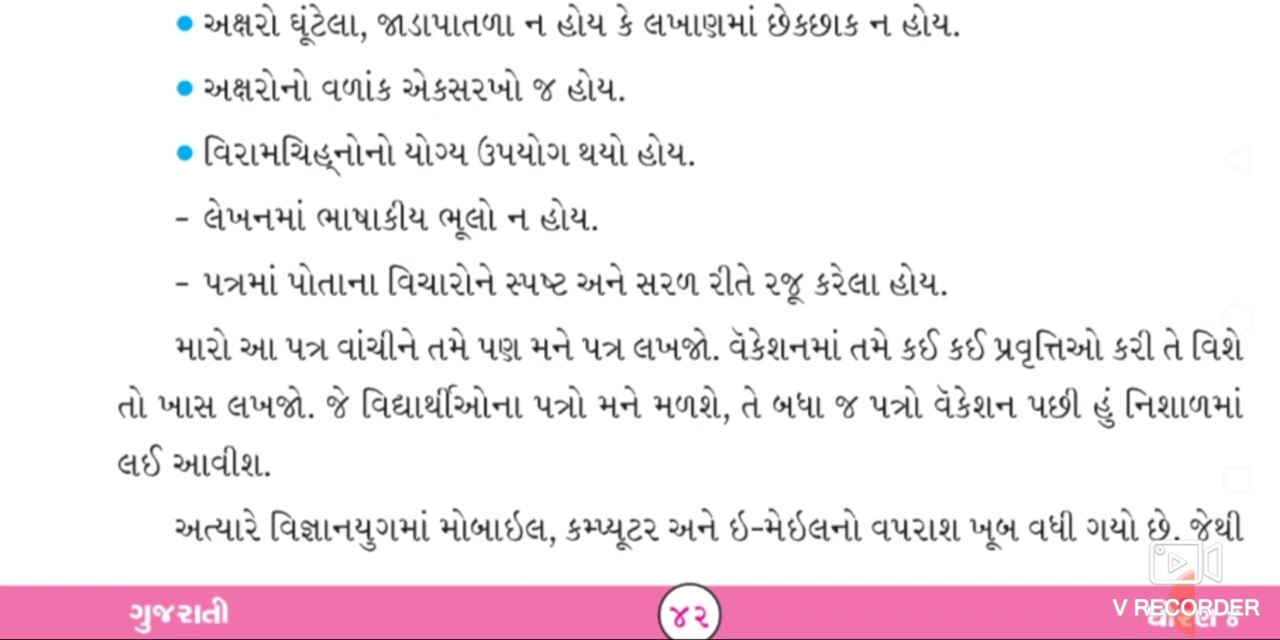 • અક્ષરો ઘૂંટેલા, જાડાપાતળા ન હોય કે લખાણમાં છેકછાક ન હોય.
• અક્ષરોનો વળાંક એકસરખો જ હોય.
• વિરામચિહ્નોનો યોગ્ય ઉપયોગ થયો હોય.
- લેખનમાં ભાષાકીય ભૂલો ન હોય.
- પત્રમાં પોતાના વિચારોને સ્પષ્ટ અને સરળ રીતે રજૂ કરેલા હોય.
મારો આ પત્ર વાંચીને તમે પણ મને પત્ર લખજો. વૅકેશનમાં તમે કઈ કઈ પ્રવૃત્તિઓ કરી તે વિશે
તો ખાસ લખજો. જે વિદ્યાર્થીઓના પત્રો મને મળશે, તે બધા જ પત્રો વૅકેશન પછી હું નિશાળમાં
લઈ આવીશ.
અત્યારે વિજ્ઞાનયુગમાં મોબાઇલ, કમ્પ્યૂટર અને ઇ-મેઇલનો વપરાશ ખૂબ વધી ગયો છે. જેથી
ગુજરાતી ૪૨
V RECORDER